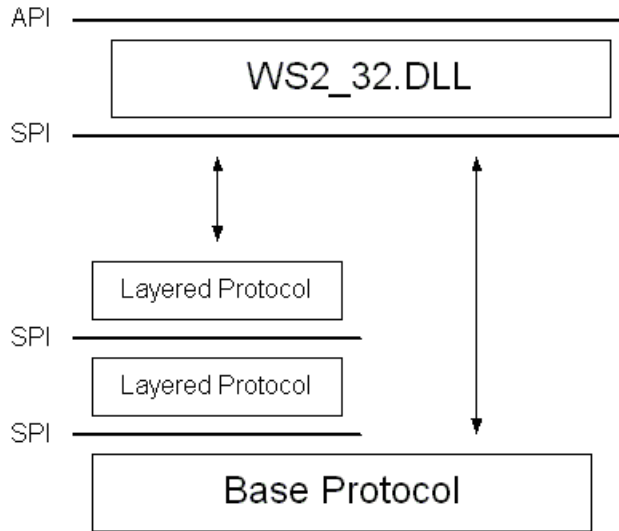 API
WS2_32.DLL
SPI
Layered Protocol
SPI
Layered Protocol
SPI
Base Protocol